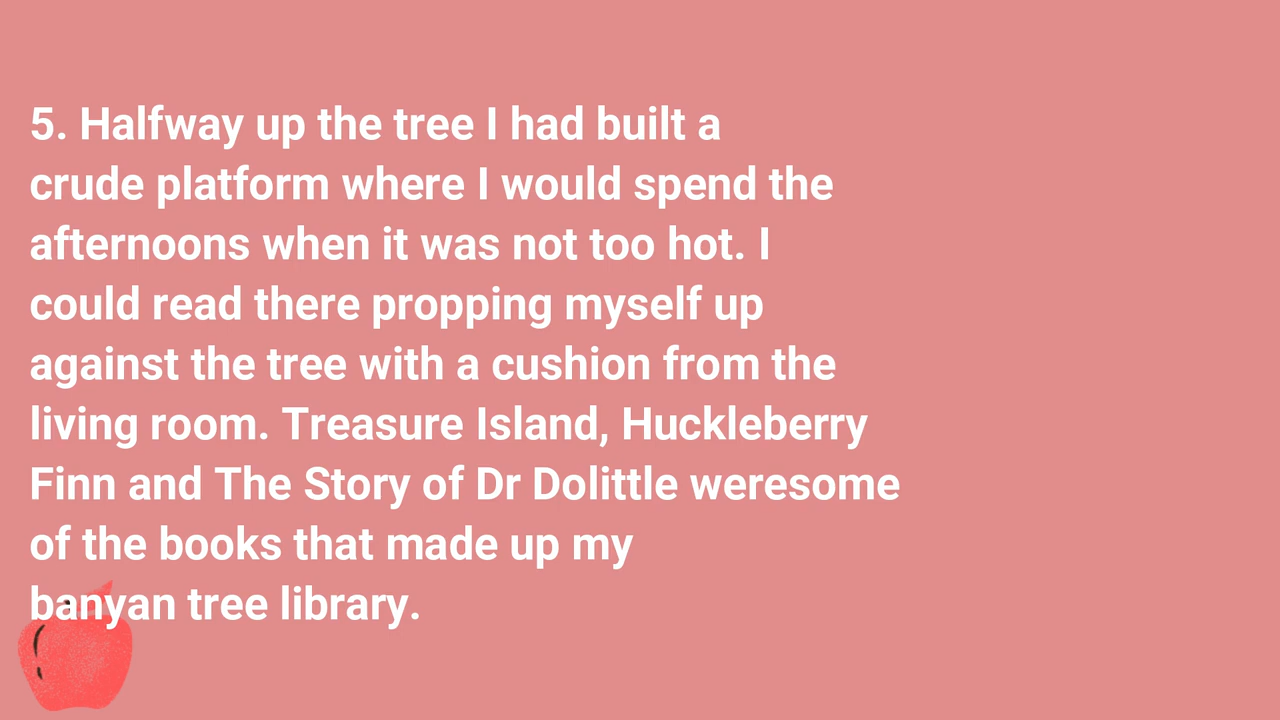 5. Halfway up the tree I had built a
crude platform where I would spend the
afternoons when it was not too hot. I
could read there propping myself up
against the tree with a cushion from the
living room. Treasure Island, Huckleberry
Finn and The Story of Dr Dolittle weresome
of the books that made up my
banyan tree library.